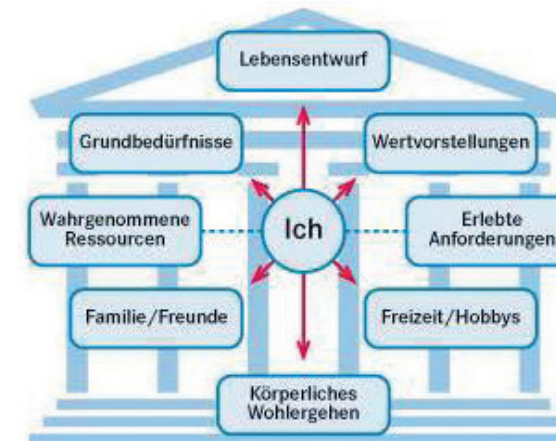 Lebensentwurf
Grundbedürfnisse
Wertvorstellungen
Wahrgenommene
Ressourcen
Ich
Erlebte
Anforderungen
Familie/Freunde
Freizeit/Hobbys
Körperliches
Wohlergehen